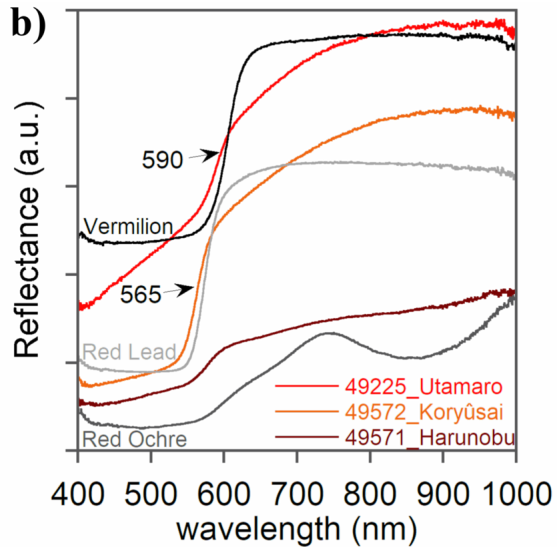 b)
Reflectance (a.u.)
590
Vermilion
565
Red Lead
Red Ochre
49225_Utamaro
49572_Koryûsai
49571_Harunobu
400 500 600 700 800 900 1000
wavelength (nm)